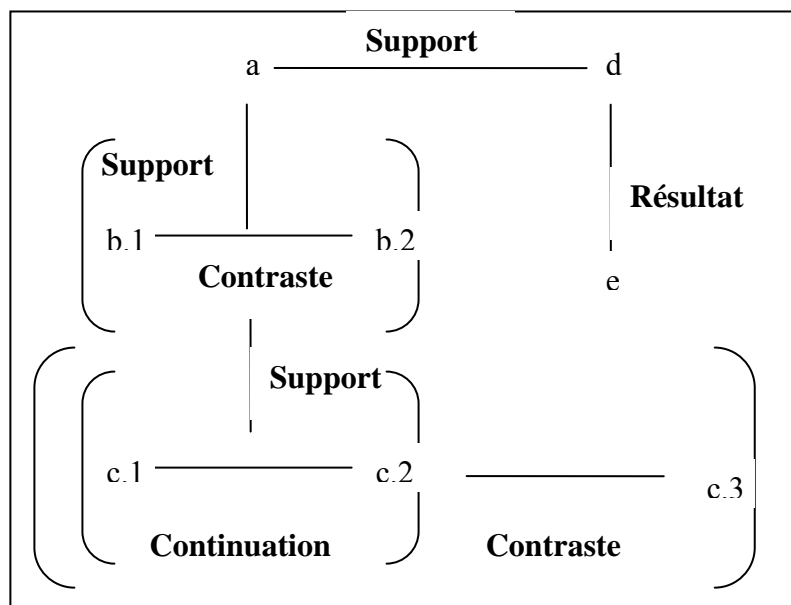 Support
a d
Support
Résultat
b.1 b.2
Contraste
e
Support
c.1 c.2 c.3
Continuation Contraste